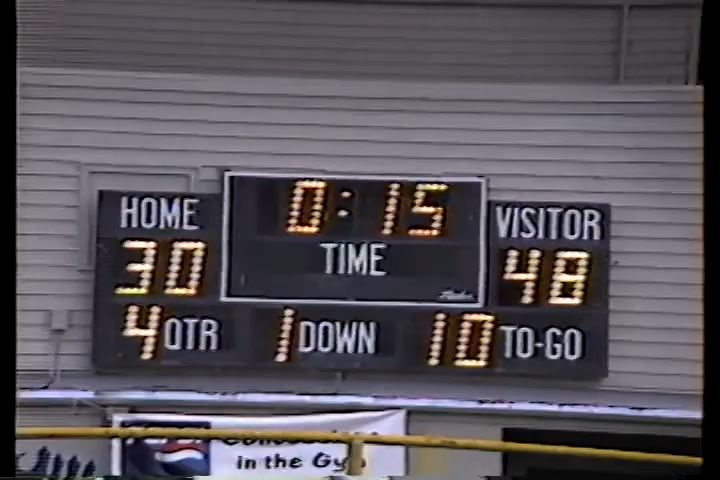 0:15
HOME TIME VISITOR
30 48
4 QTR 1 DOWN 10 TO-GO
in the Gym